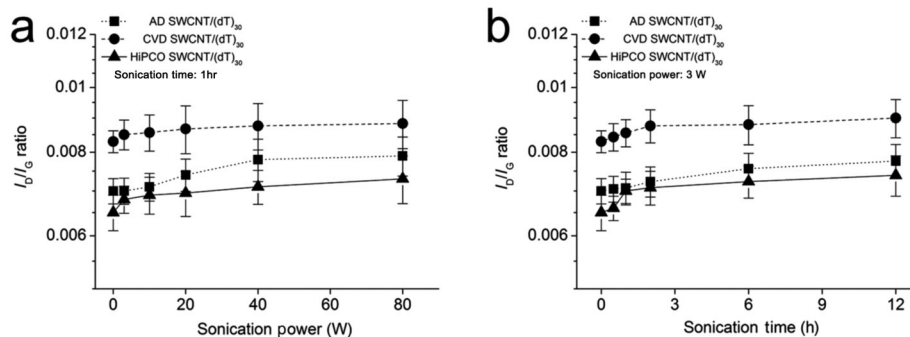 a
AD SWCNT/(dT)30
CVD SWCNT/(dT)30
HiPCO SWCNT/(dT)30
Sonication time: 1hr
0.012
0.01
0.008
0.006
ID/IG ratio
0 20 40 60 80
Sonication power (W)
b
AD SWCNT/(dT)30
CVD SWCNT/(dT)30
HiPCO SWCNT/(dT)30
Sonication power: 3 W
0.012
0.01
0.008
0.006
ID/IG ratio
0 3 6 9 12
Sonication time (h)